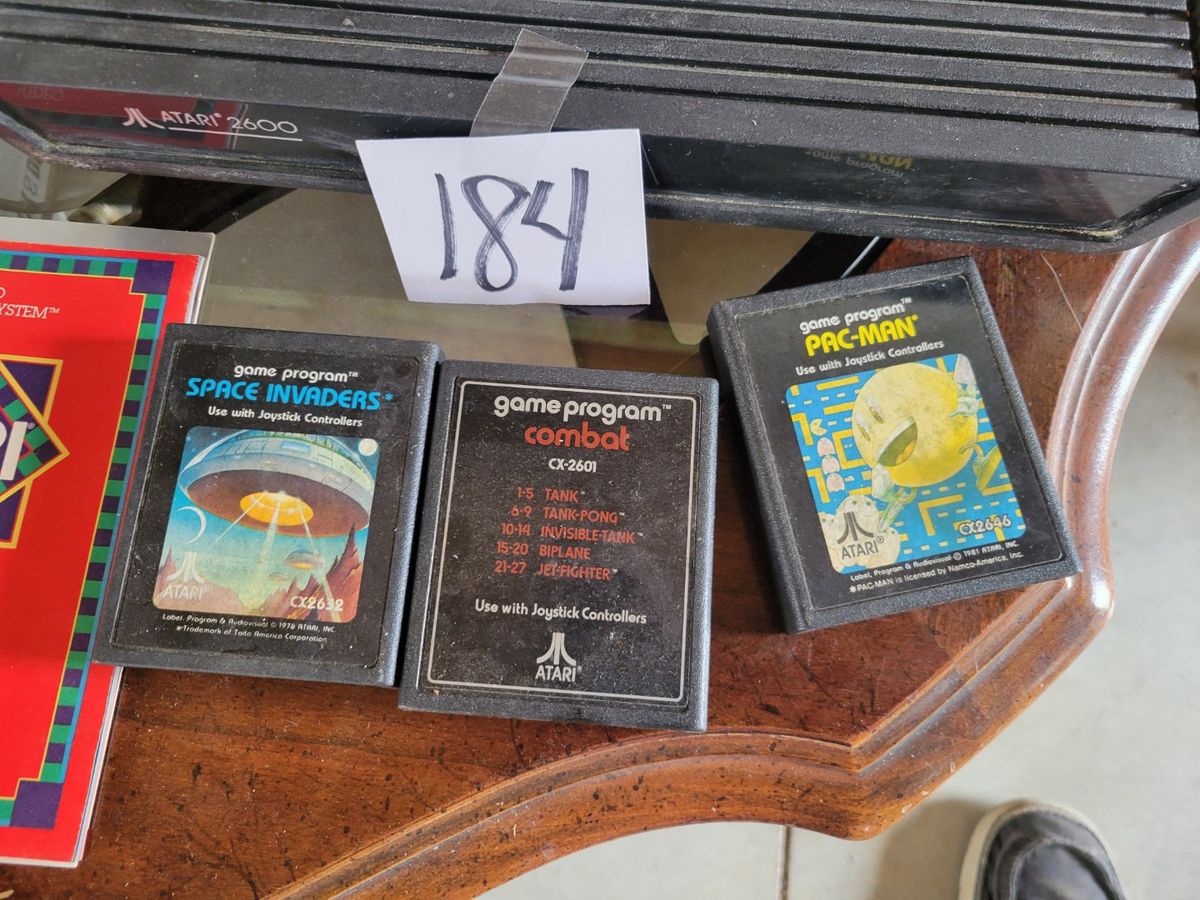 ATARI® 2600
184
YSTEM™
game program™
SPACE INVADERS*
Use with Joystick Controllers
ATARI®
CX2632
Label, Program & Audiovisual © 1978 ATARI, INC.
*Trademark of Taito America Corporation
game program™
combat
CX-2601
1-5 TANK®
6-9 TANK-PONG™
10-14 INVISIBLE-TANK™
15-20 BIPLANE
21-27 JET-FIGHTER™
Use with Joystick Controllers
ATARI®
game program™
PAC-MAN*
Use with Joystick Controllers
ATARI®
CX2646
Label, Program & Audiovisual © 1981 ATARI, INC.
*PAC-MAN is licensed by Namco-America, Inc.